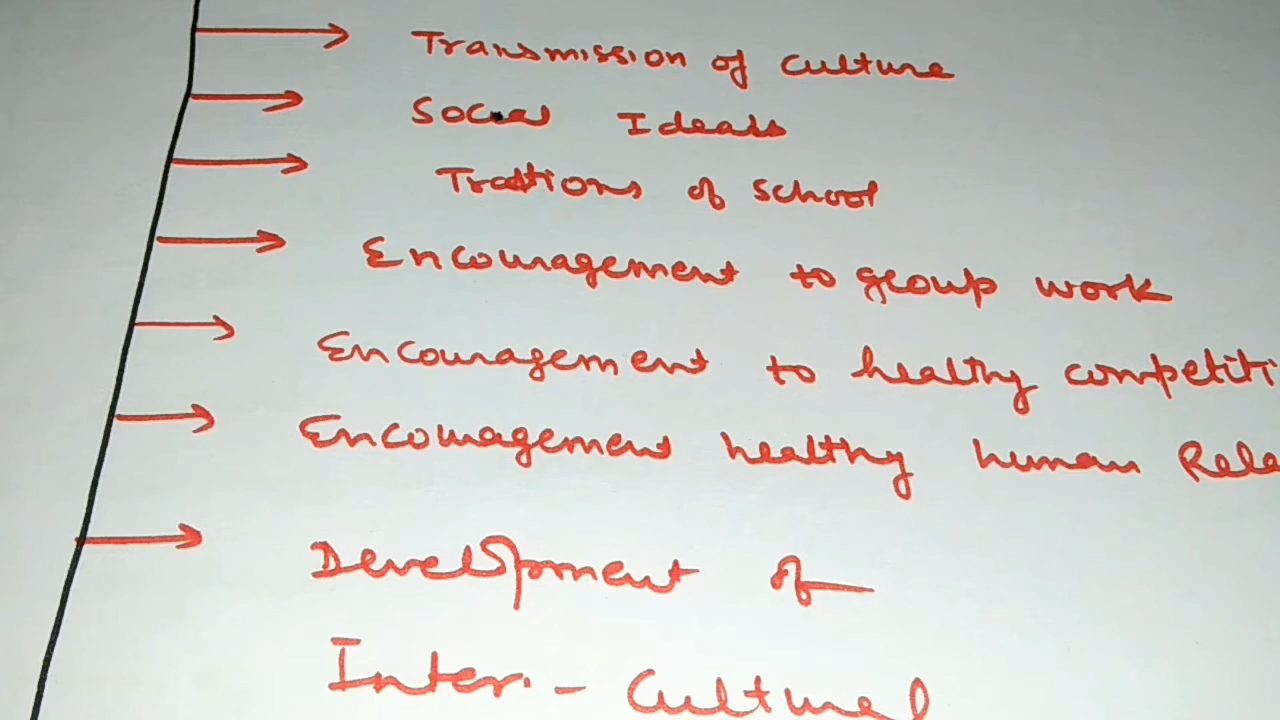 Transmission of culture
Social Ideals
Tradtions of School
Encouragement to group work
Encouragement to healthy competiti
Encouragement healthy human Rela
Development of
Inter - Cultural